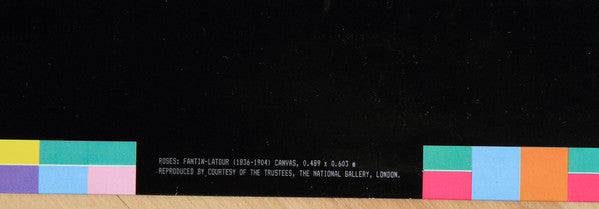 ROSES: FANTIN-LATOUR (1836-1904) CANVAS, 0.489 x 0.603 m
REPRODUCED BY COURTESY OF THE TRUSTEES, THE NATIONAL GALLERY, LONDON.